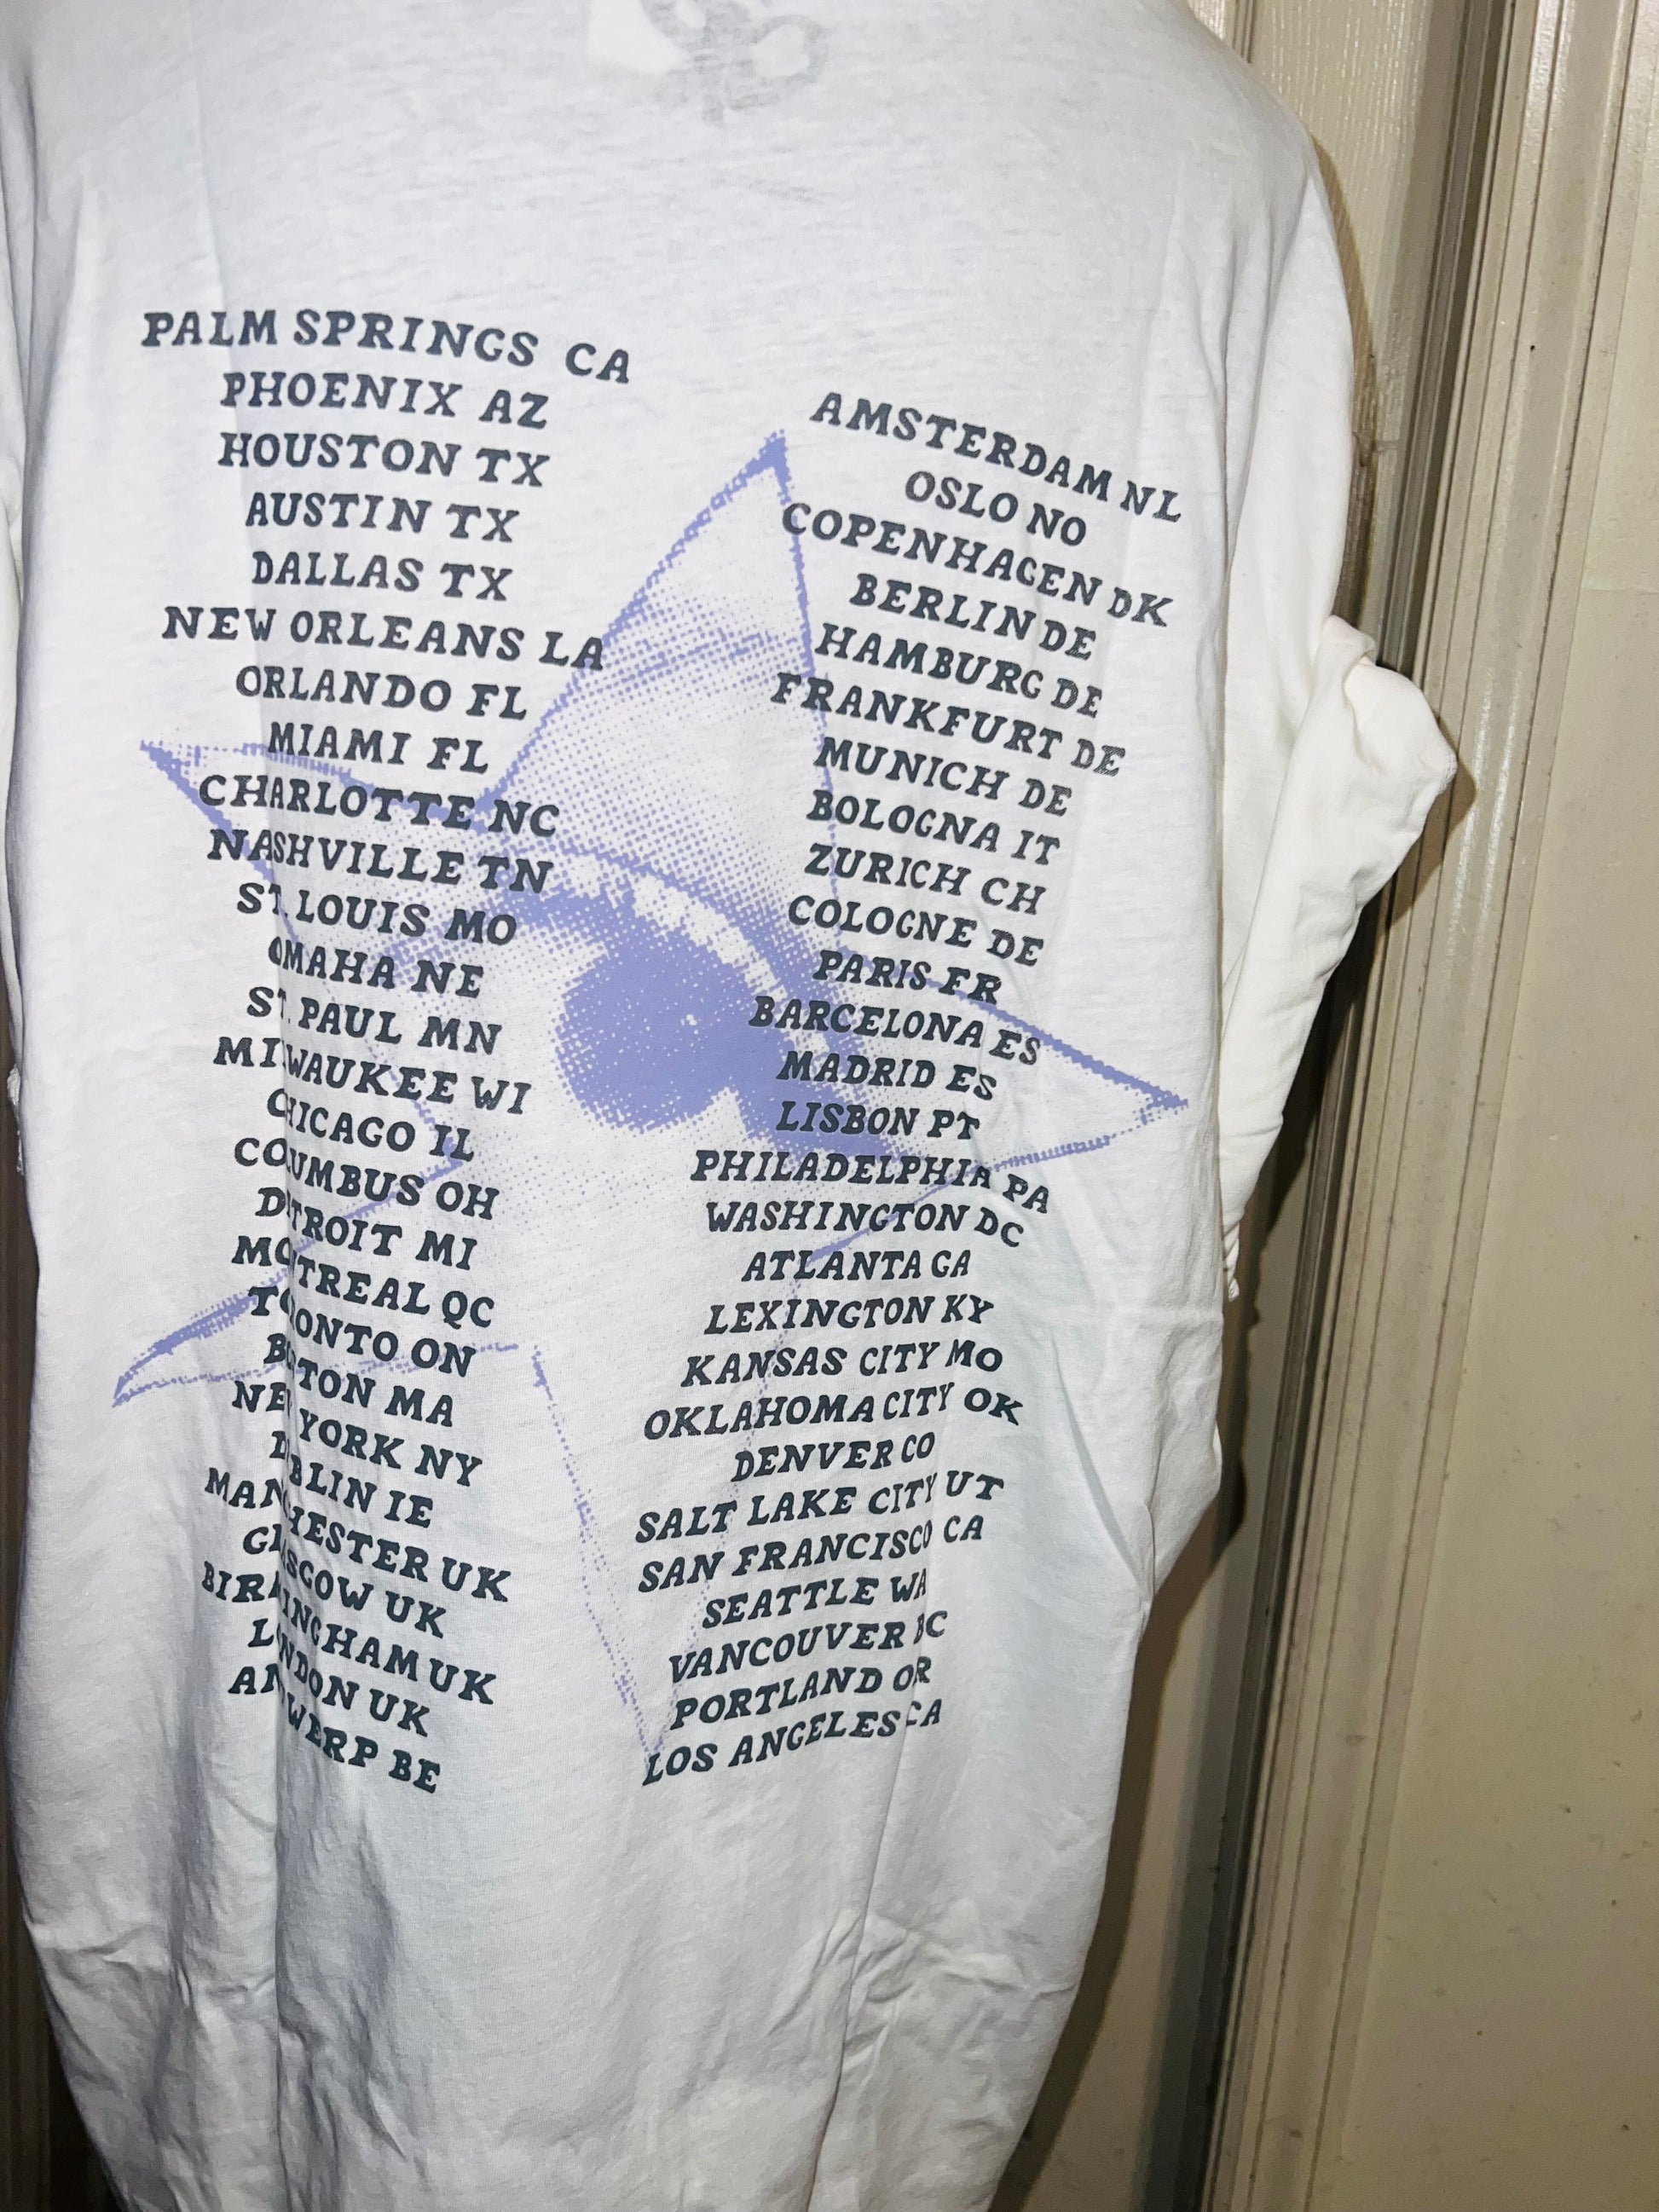 PALM SPRINGS CA
PHOENIX AZ
HOUSTON TX
AUSTIN TX
DALLAS TX
NEW ORLEANS LA
ORLANDO FL
MIAMI FL
CHARLOTTE NC
NASHVILLE TN
ST. LOUIS MO
OMAHA NE
ST. PAUL MN
MILWAUKEE WI
CHICAGO IL
COLUMBUS OH
DETROIT MI
MONTREAL QC
TORONTO ON
BOSTON MA
NEW YORK NY
DUBLIN IE
MANCHESTER UK
GLASGOW UK
BIRMINGHAM UK
LONDON UK
ANTWERP BE
AMSTERDAM NL
OSLO NO
COPENHAGEN DK
BERLIN DE
HAMBURG DE
FRANKFURT DE
MUNICH DE
BOLOGNA IT
ZURICH CH
COLOGNE DE
PARIS FR
BARCELONA ES
MADRID ES
LISBON PT
PHILADELPHIA PA
WASHINGTON DC
ATLANTA GA
LEXINGTON KY
KANSAS CITY MO
OKLAHOMA CITY OK
DENVER CO
SALT LAKE CITY UT
SAN FRANCISCO CA
SEATTLE WA
VANCOUVER BC
PORTLAND OR
LOS ANGELES CA